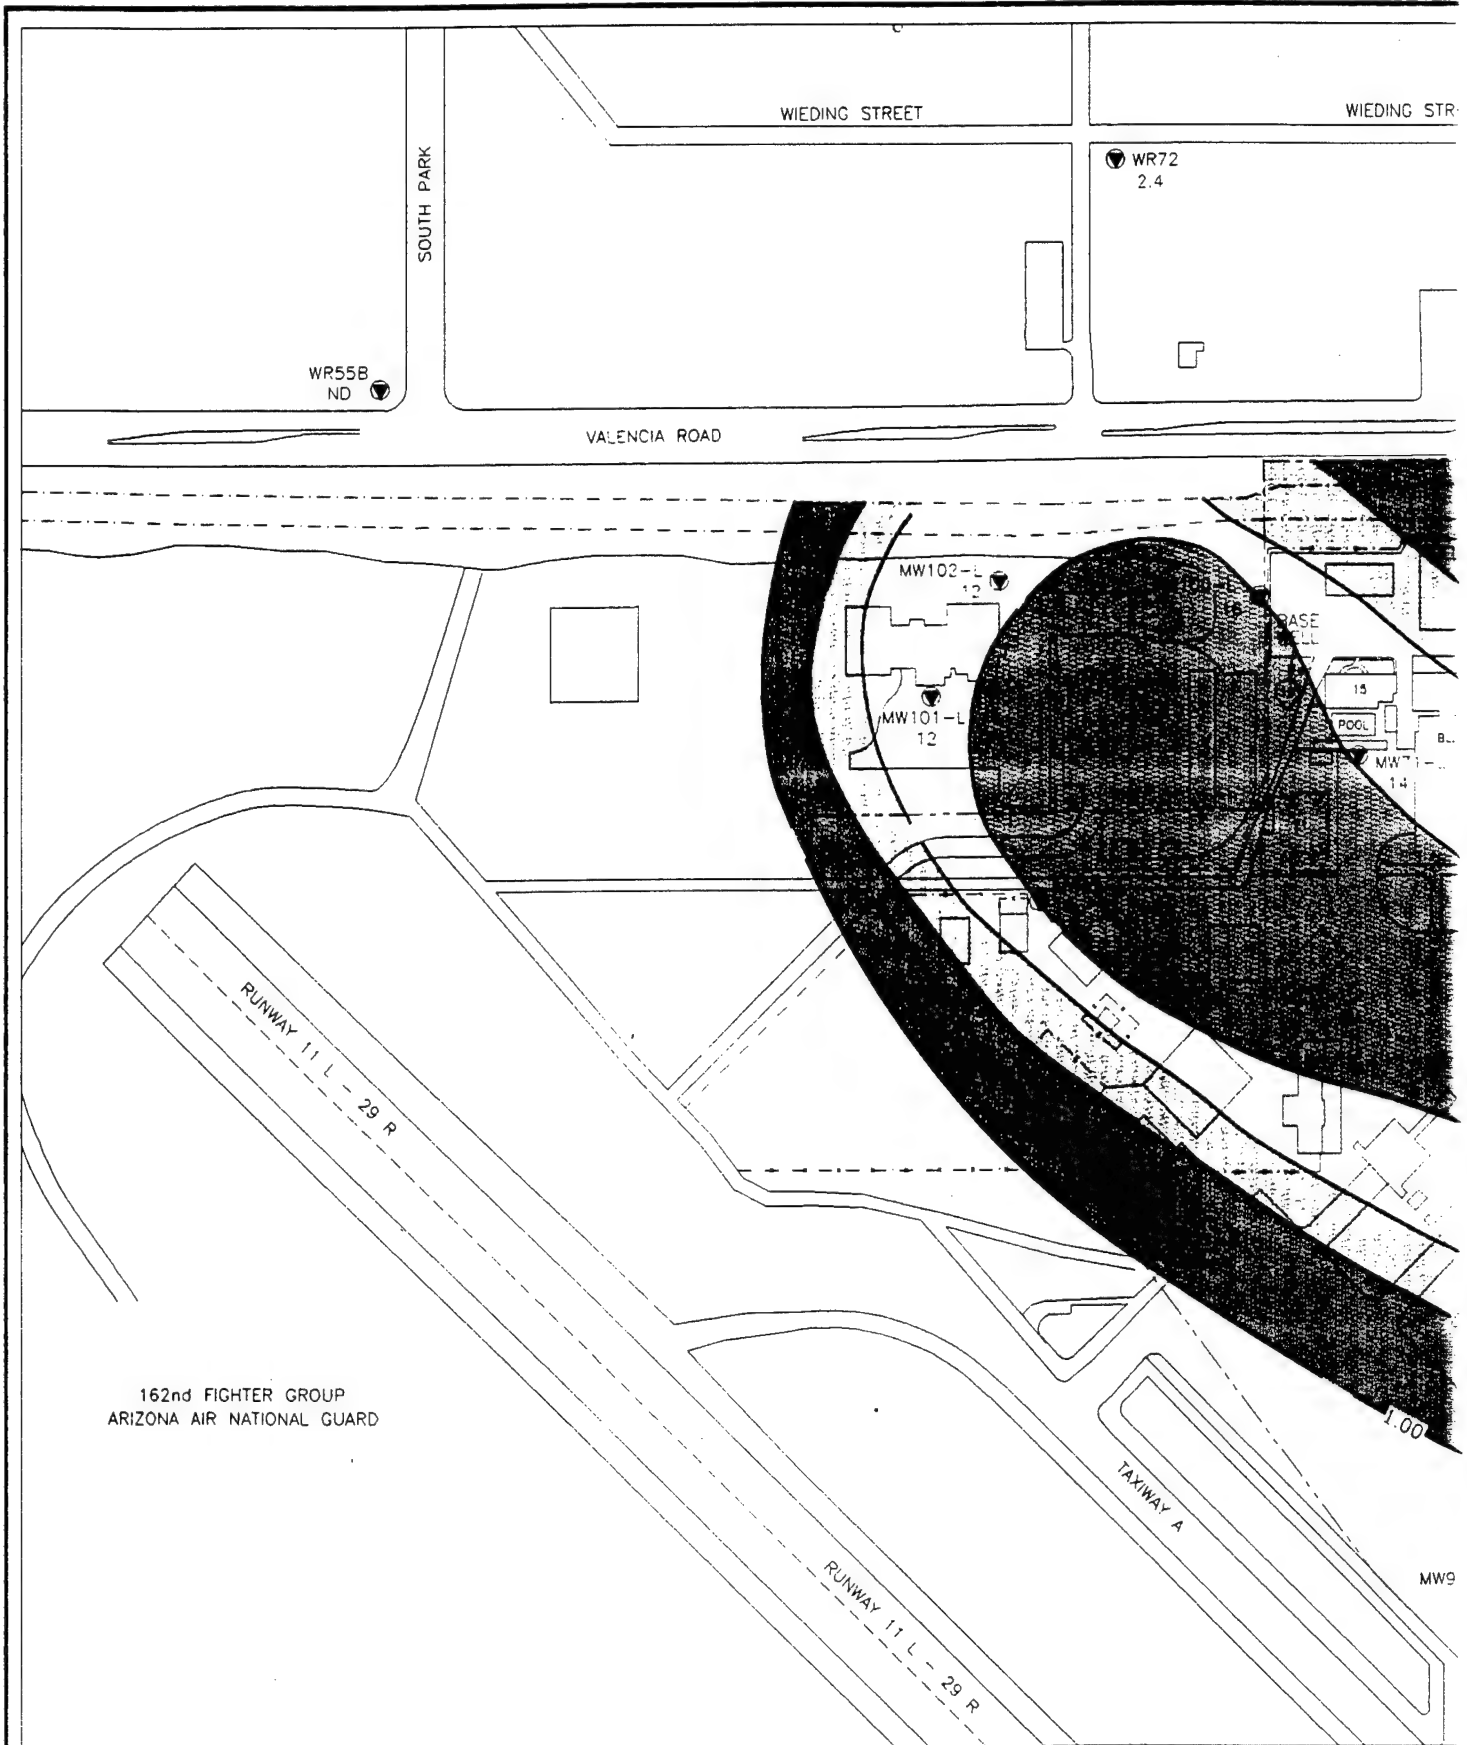 WIEDING STREET
WIEDING STR
WR72
2.4
SOUTH PARK
WR55B
ND
VALENCIA ROAD
MW102-L
12
BASE
MW101-L
12
15
POOL
14
RUNWAY 11 L - 29 R
162nd FIGHTER GROUP
ARIZONA AIR NATIONAL GUARD
1.00
TAXIWAY A
RUNWAY 11 L - 29 R
MW9